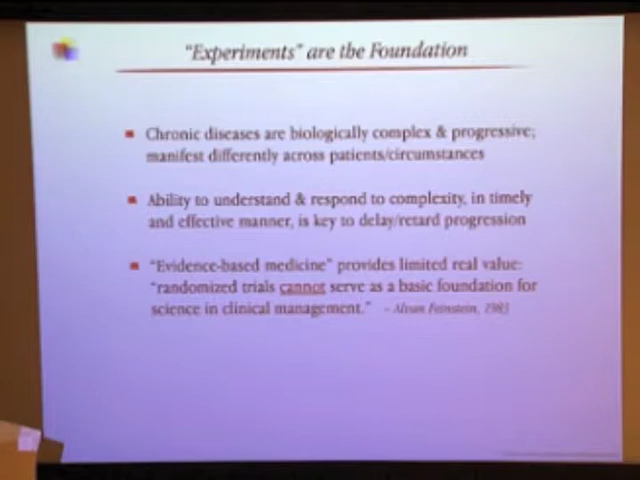 "Experiments" are the Foundation
Chronic diseases are biologically complex & progressive;
manifest differently across patients/circumstances
Ability to understand & respond to complexity, in timely
and effective manner, is key to delay/retard progression
"Evidence-based medicine" provides limited real value:
"randomized trials cannot serve as a basic foundation for
science in clinical management." - Alvan Feinstein, 1983